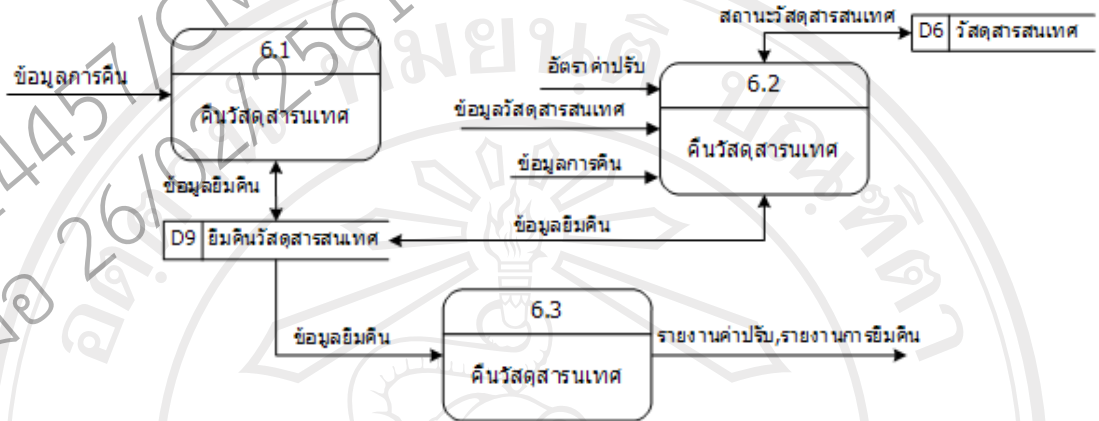 สถานะวัสดุสารสนเทศ
D6 วัสดุสารสนเทศ
6.1
ข้อมูลการคืน
คืนวัสดุสารนเทศ
อัตราค่าปรับ
6.2
ข้อมูลวัสดุสารสนเทศ
คืนวัสดุสารนเทศ
ข้อมูลการคืน
ข้อมูลยืมคืน
D9 ยืมคืนวัสดุสารสนเทศ
ข้อมูลยืมคืน
6.3
ข้อมูลยืมคืน
คืนวัสดุสารนเทศ
รายงานค่าปรับ,รายงานการยืมคืน
26/02/2561